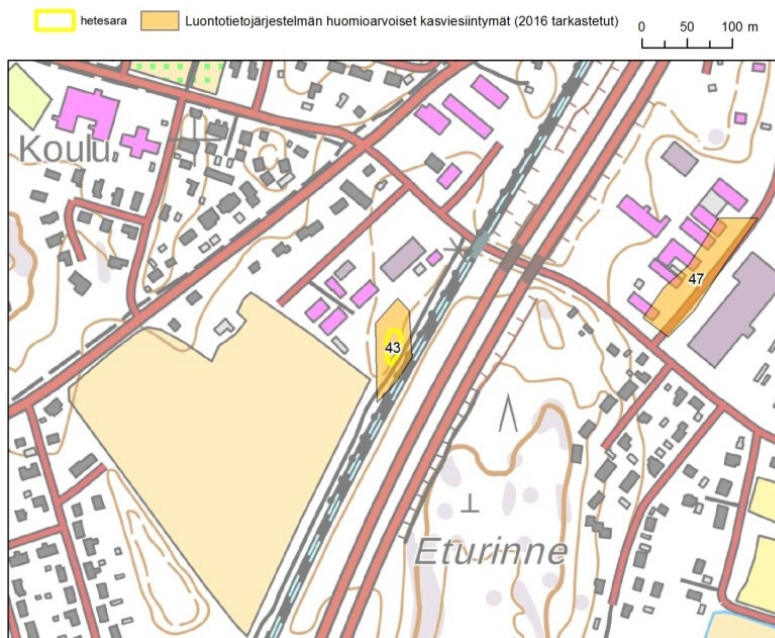 hetesara
Luontotietojärjestelmän huomioarvoiset kasviesiintymät (2016 tarkastetut)
0 50 100 m
Koulu
47
43
Eturinne